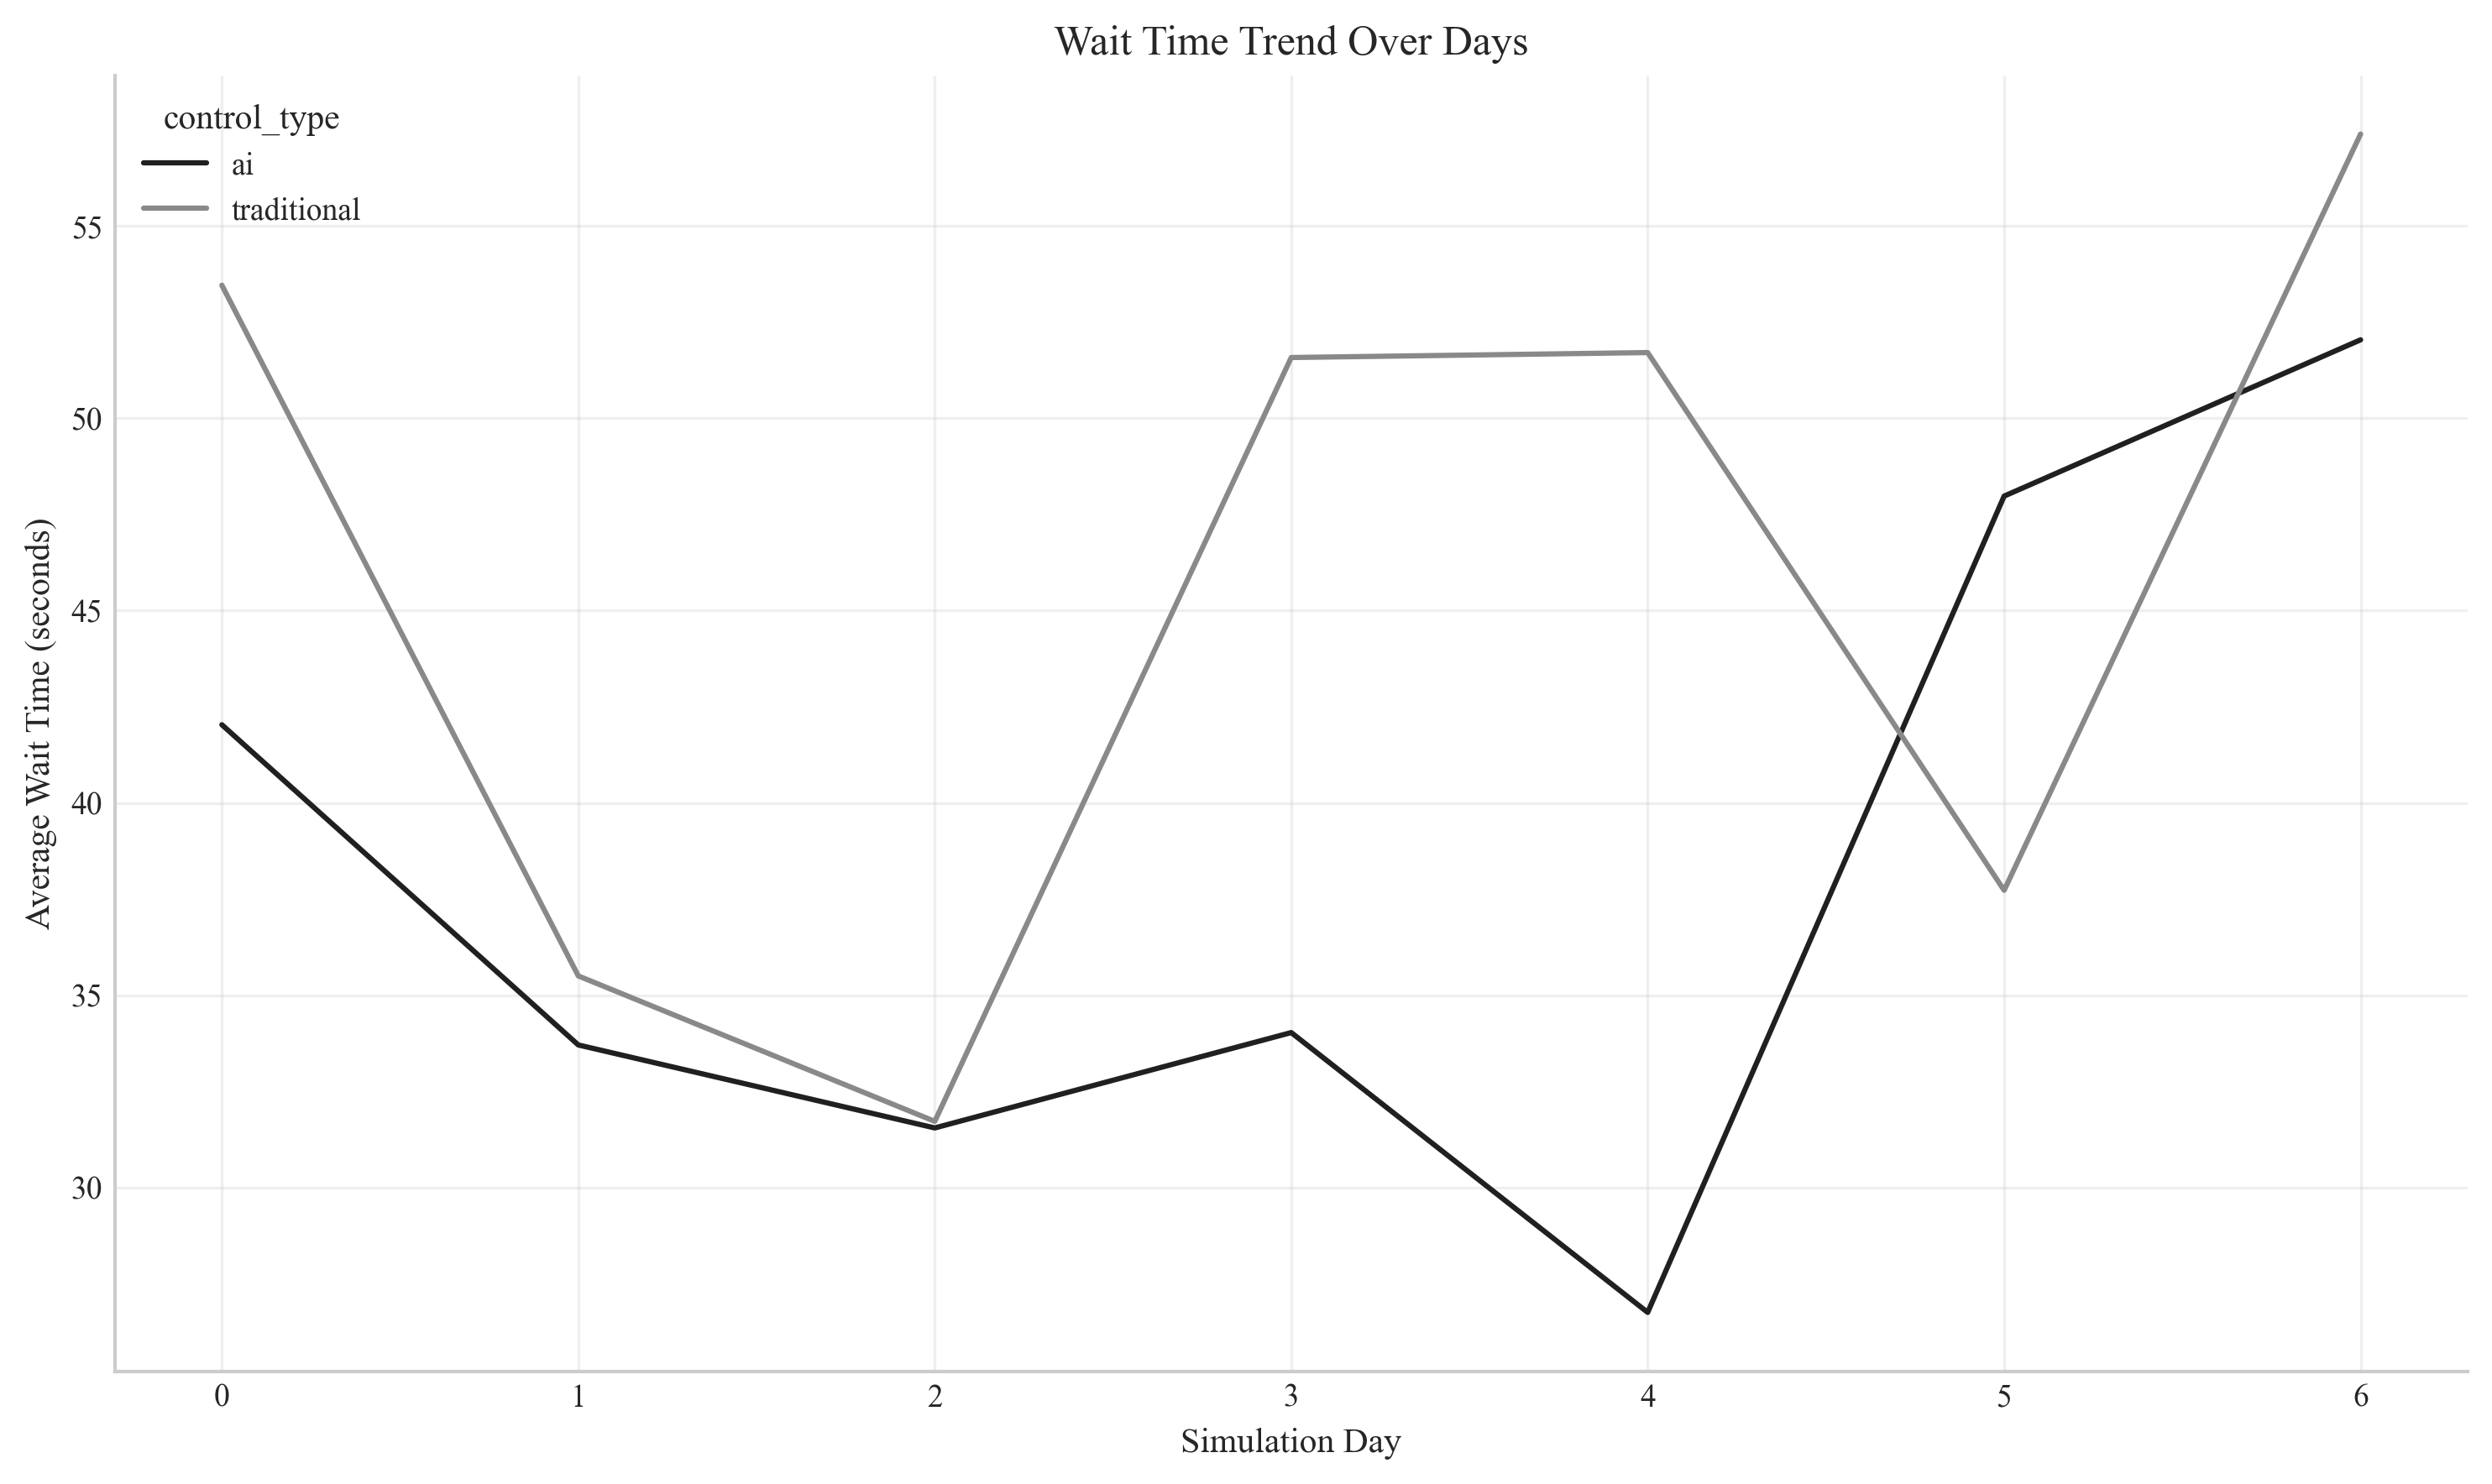 Wait Time Trend Over Days
control_type
ai
traditional
Average Wait Time (seconds)
55
50
45
40
35
30
0 1 2 3 4 5 6
Simulation Day